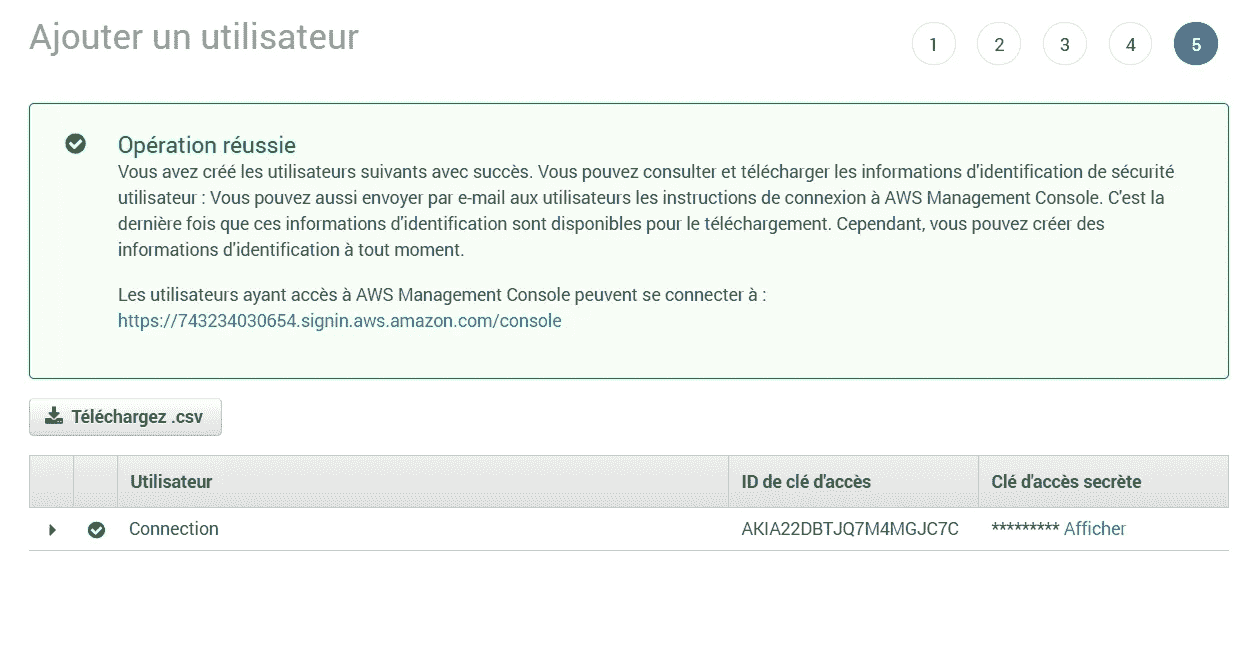 Ajouter un utilisateur
1 2 3 4 5
Opération réussie
Vous avez créé les utilisateurs suivants avec succès. Vous pouvez consulter et télécharger les informations d'identification de sécurité
utilisateur : Vous pouvez aussi envoyer par e-mail aux utilisateurs les instructions de connexion à AWS Management Console. C'est la
dernière fois que ces informations d'identification sont disponibles pour le téléchargement. Cependant, vous pouvez créer des
informations d'identification à tout moment.
Les utilisateurs ayant accès à AWS Management Console peuvent se connecter à :
https://743234030654.signin.aws.amazon.com/console
Téléchargez .csv
Utilisateur ID de clé d'accès Clé d'accès secrète
Connection AKIA22DBTJQ7M4MGJC7C ********* Afficher